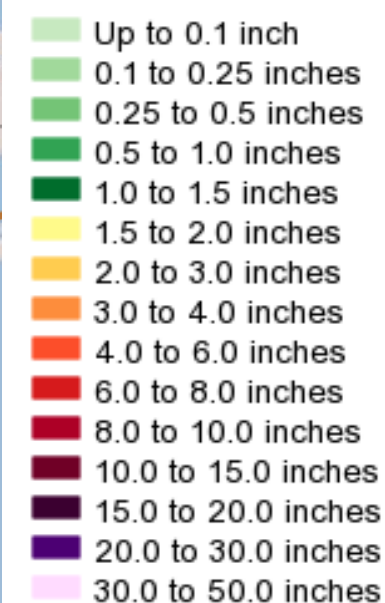 Up to 0.1 inch
0.1 to 0.25 inches
0.25 to 0.5 inches
0.5 to 1.0 inches
1.0 to 1.5 inches
1.5 to 2.0 inches
2.0 to 3.0 inches
3.0 to 4.0 inches
4.0 to 6.0 inches
6.0 to 8.0 inches
8.0 to 10.0 inches
10.0 to 15.0 inches
15.0 to 20.0 inches
20.0 to 30.0 inches
30.0 to 50.0 inches